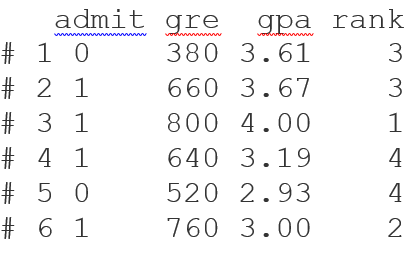 admit gre gpa rank
# 1 0 380 3.61 3
# 2 1 660 3.67 3
# 3 1 800 4.00 1
# 4 1 640 3.19 4
# 5 0 520 2.93 4
# 6 1 760 3.00 2